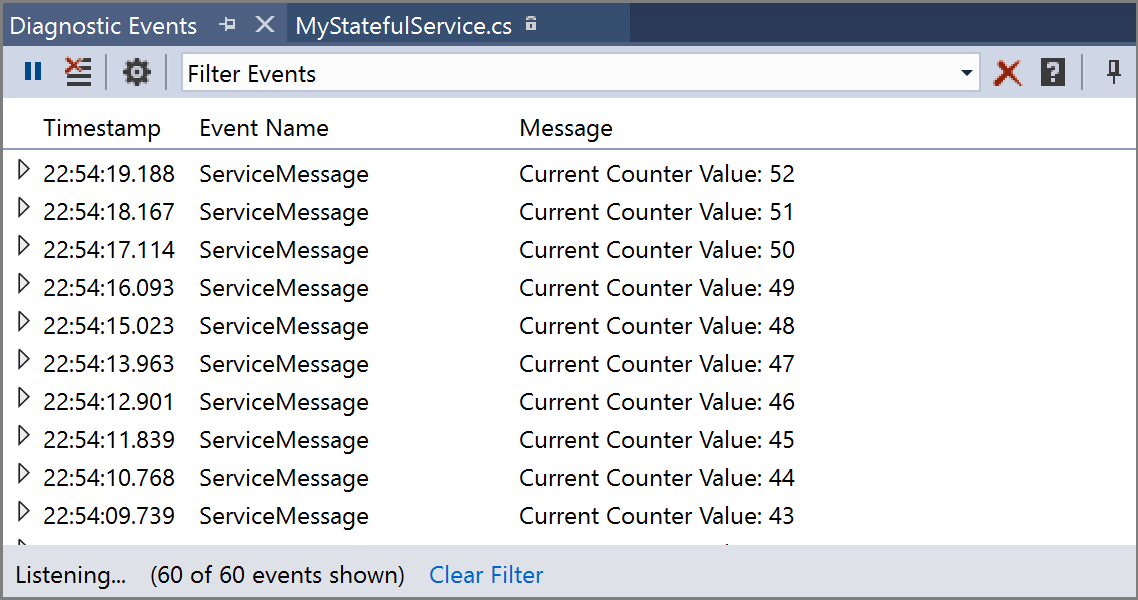 Diagnostic Events MyStatefulService.cs
Filter Events
Timestamp Event Name Message
22:54:19.188 ServiceMessage Current Counter Value: 52
22:54:18.167 ServiceMessage Current Counter Value: 51
22:54:17.114 ServiceMessage Current Counter Value: 50
22:54:16.093 ServiceMessage Current Counter Value: 49
22:54:15.023 ServiceMessage Current Counter Value: 48
22:54:13.963 ServiceMessage Current Counter Value: 47
22:54:12.901 ServiceMessage Current Counter Value: 46
22:54:11.839 ServiceMessage Current Counter Value: 45
22:54:10.768 ServiceMessage Current Counter Value: 44
22:54:09.739 ServiceMessage Current Counter Value: 43
Listening... (60 of 60 events shown) Clear Filter